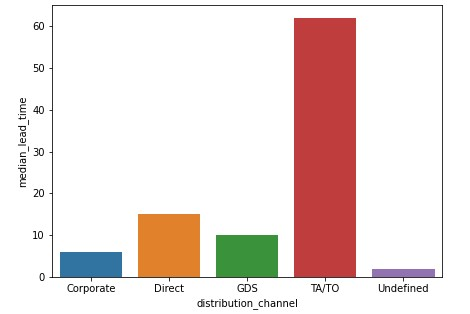 60
50
40
30
20
10
0
median_lead_time
Corporate Direct GDS TA/TO Undefined
distribution_channel